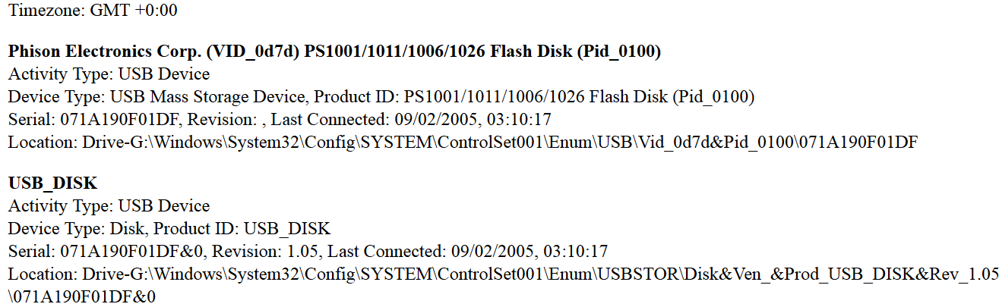 Timezone: GMT +0:00
Phison Electronics Corp. (VID_0d7d) PS1001/1011/1006/1026 Flash Disk (Pid_0100)
Activity Type: USB Device
Device Type: USB Mass Storage Device, Product ID: PS1001/1011/1006/1026 Flash Disk (Pid_0100)
Serial: 071A190F01DF, Revision: , Last Connected: 09/02/2005, 03:10:17
Location: Drive-G:\Windows\System32\Config\SYSTEM\ControlSet001\Enum\USB\Vid_0d7d&Pid_0100\071A190F01DF
USB_DISK
Activity Type: USB Device
Device Type: Disk, Product ID: USB_DISK
Serial: 071A190F01DF&0, Revision: 1.05, Last Connected: 09/02/2005, 03:10:17
Location: Drive-G:\Windows\System32\Config\SYSTEM\ControlSet001\Enum\USBSTOR\Disk&Ven_&Prod_USB_DISK&Rev_1.05
\071A190F01DF&0